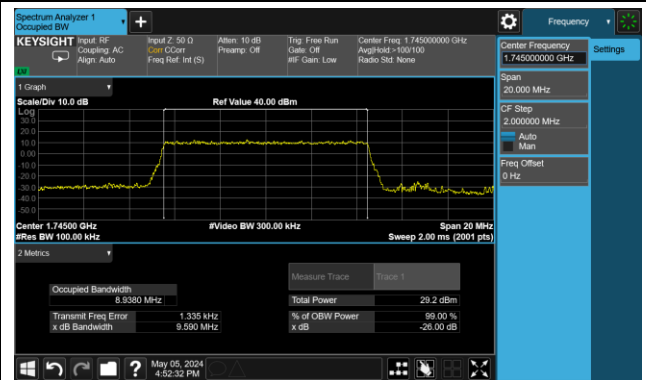 Spectrum Analyzer 1
Occupied BW
Frequency
KEYSIGHT
Input: RF
Coupling: AC
Align: Auto
Input Z: 50 Ω
Corr CCorr
Freq Ref: Int (S)
Atten: 10 dB
Preamp: Off
Trig: Free Run
Gate: Off
#IF Gain: Low
Center Freq: 1.745000000 GHz
Avg|Hold:>100/100
Radio Std: None
LXI
Center Frequency
1.745000000 GHz
Settings
Span
20.000 MHz
CF Step
2.000000 MHz
Auto
Man
Freq Offset
0 Hz
1 Graph
Scale/Div 10.0 dB
Ref Value 40.00 dBm
Log
30.0
20.0
10.0
0.00
-10.0
-20.0
-30.0
-40.0
-50.0
Center 1.74500 GHz
#Video BW 300.00 kHz
Span 20 MHz
#Res BW 100.00 kHz
Sweep 2.00 ms (2001 pts)
2 Metrics
Measure Trace
Trace 1
Occupied Bandwidth
8.9380 MHz
Total Power
29.2 dBm
Transmit Freq Error
1.335 kHz
% of OBW Power
99.00 %
x dB Bandwidth
9.590 MHz
x dB
-26.00 dB
?
May 05, 2024
4:52:32 PM